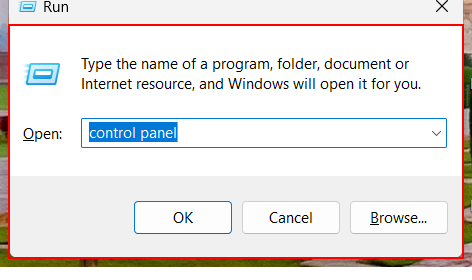 Run
Type the name of a program, folder, document or
Internet resource, and Windows will open it for you.
Open: control panel
OK Cancel Browse...